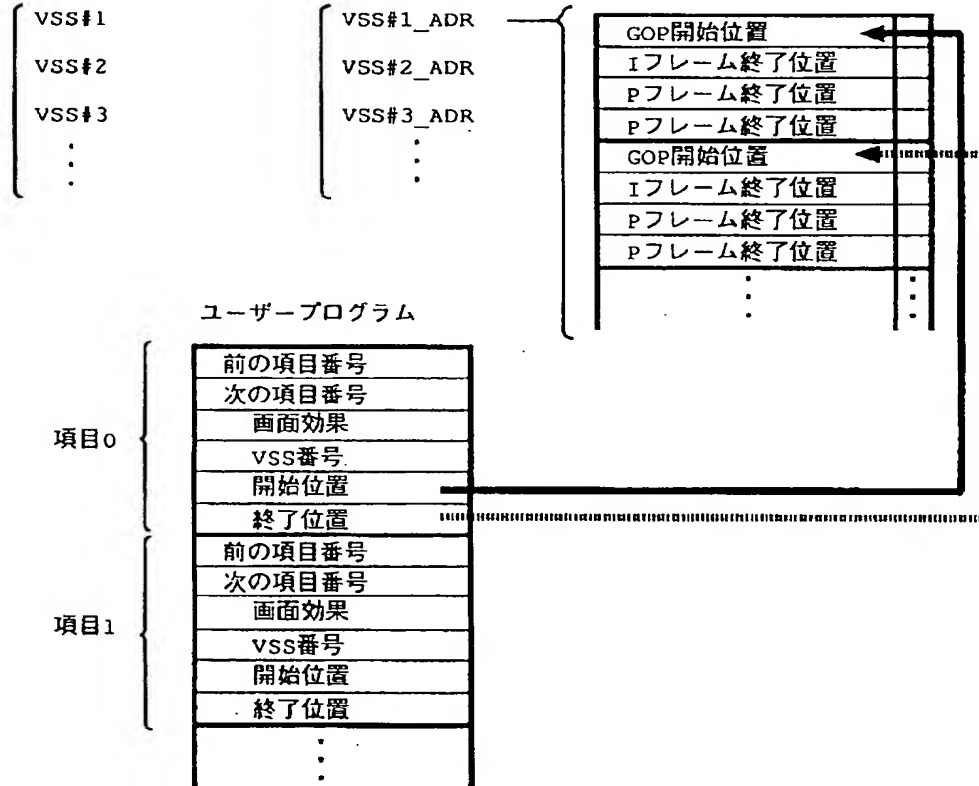 VSS#1
VSS#2
VSS#3
VSS#1_ADR
VSS#2_ADR
VSS#3_ADR
GOP開始位置
Iフレーム終了位置
Pフレーム終了位置
Pフレーム終了位置
GOP開始位置
Iフレーム終了位置
Pフレーム終了位置
Pフレーム終了位置
ユーザープログラム
項目0
前の項目番号
次の項目番号
画面効果
VSS番号
開始位置
終了位置
項目1
前の項目番号
次の項目番号
画面効果
VSS番号
開始位置
終了位置